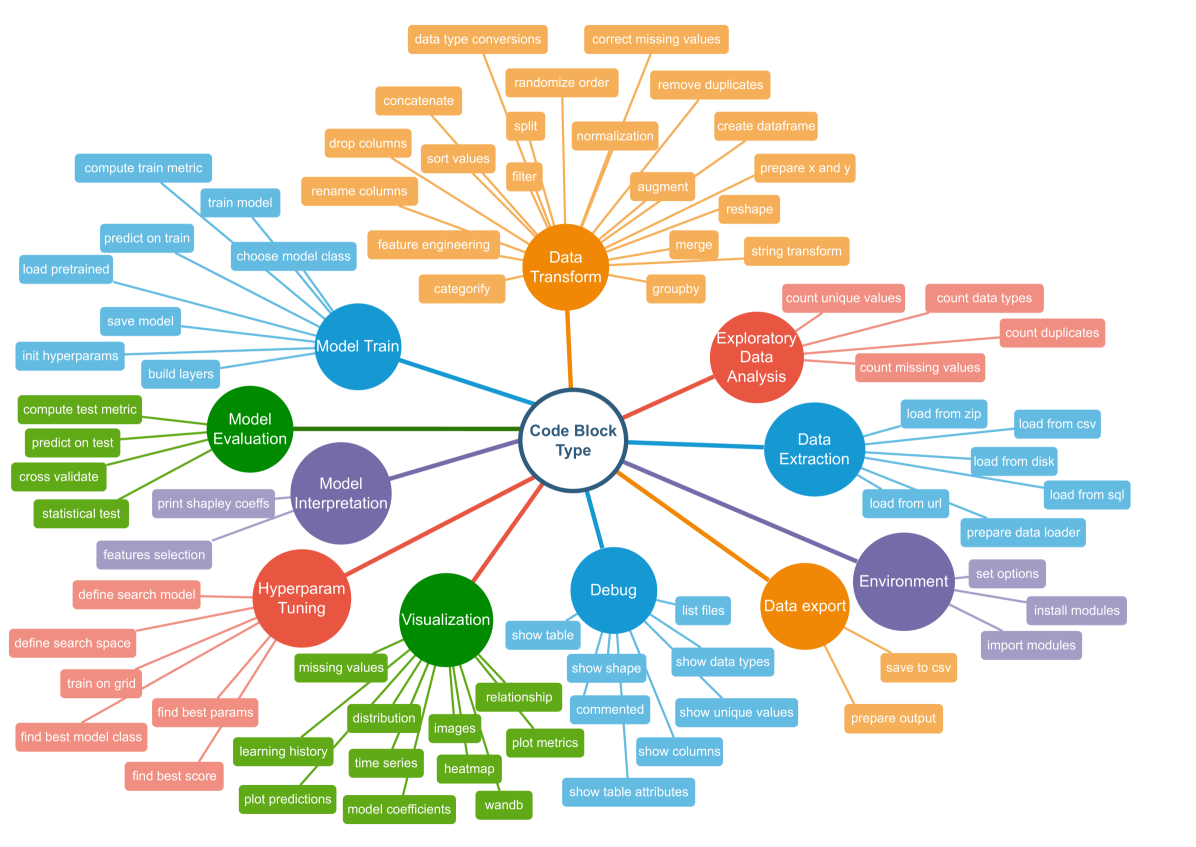 data type conversions
correct missing values
randomize order
remove duplicates
concatenate
split
normalization
create dataframe
drop columns
sort values
filter
augment
prepare x and y
rename columns
reshape
feature engineering
merge
string transform
categorify
groupby
Data
Transform
compute train metric
train model
predict on train
choose model class
load pretrained
save model
init hyperparams
build layers
Model Train
count unique values
count data types
count duplicates
count missing values
Exploratory
Data
Analysis
Code Block
Type
compute test metric
predict on test
cross validate
statistical test
Model
Evaluation
load from zip
load from csv
load from disk
load from sql
load from url
prepare data loader
Data
Extraction
print shapley coeffs
features selection
Model
Interpretation
Environment
set options
install modules
import modules
Hyperparam
Tuning
define search model
define search space
train on grid
find best params
find best model class
find best score
Visualization
missing values
relationship
distribution
images
plot metrics
learning history
time series
heatmap
plot predictions
model coefficients
wandb
Debug
list files
show table
show shape
show data types
commented
show unique values
show columns
show table attributes
Data export
save to csv
prepare output